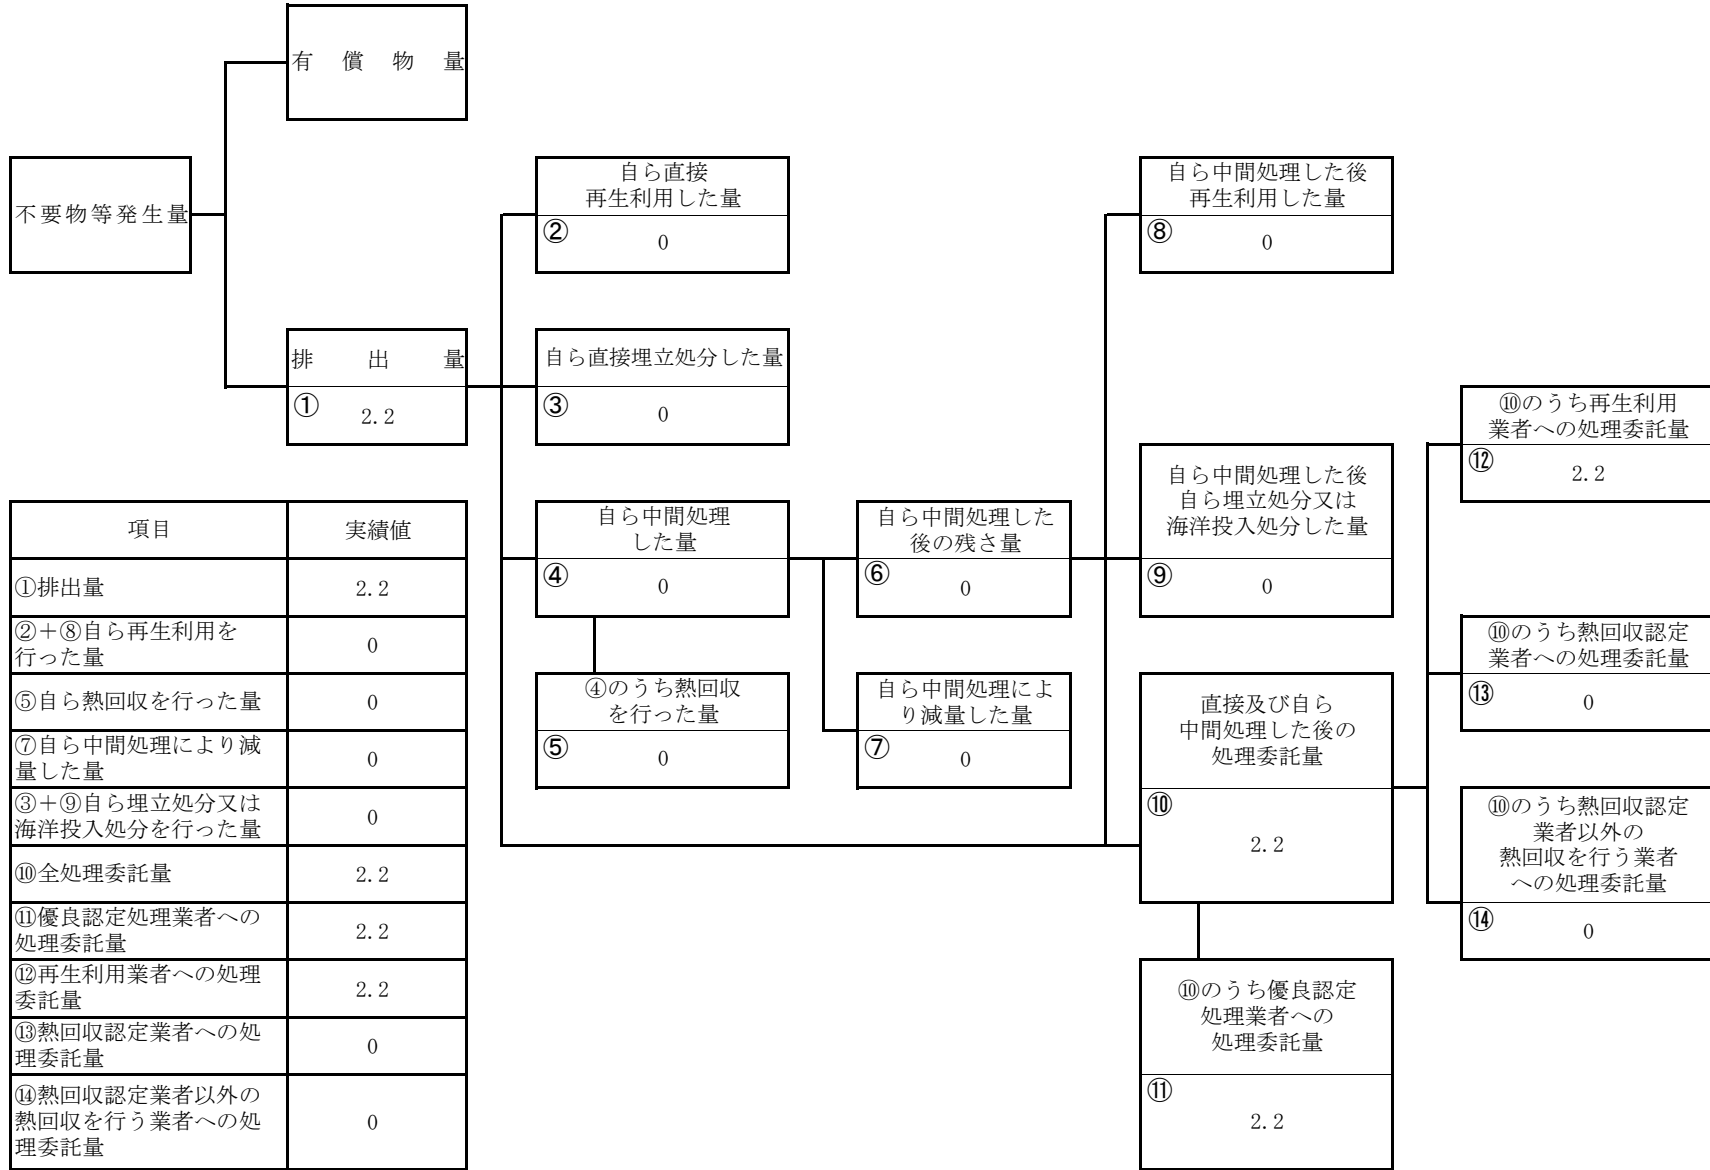 有償物量
不要物等発生量
自ら直接
再生利用した量
②
0
自ら中間処理した後
再生利用した量
⑧
0
排出量
①
2.2
自ら直接埋立処分した量
③
0
⑩のうち再生利用
業者への処理委託量
⑫
2.2
自ら中間処理した後
自ら埋立処分又は
海洋投入処分した量
⑨
0
自ら中間処理
した量
④
0
自ら中間処理した
後の残さ量
⑥
0
⑩のうち熱回収認定
業者への処理委託量
⑬
0
④のうち熱回収
を行った量
⑤
0
自ら中間処理によ
り減量した量
⑦
0
直接及び自ら
中間処理した後の
処理委託量
⑩
2.2
⑩のうち熱回収認定
業者以外の
熱回収を行う業者
への処理委託量
⑭
0
⑩のうち優良認定
処理業者への
処理委託量
⑪
2.2
項目 実績値
①排出量 2.2
②＋⑧自ら再生利用を
行った量 0
⑤自ら熱回収を行った量 0
⑦自ら中間処理により減
量した量 0
③＋⑨自ら埋立処分又は
海洋投入処分を行った量 0
⑩全処理委託量 2.2
⑪優良認定処理業者への
処理委託量 2.2
⑫再生利用業者への処理
委託量 2.2
⑬熱回収認定業者への処
理委託量 0
⑭熱回収認定業者以外の
熱回収を行う業者への処
理委託量 0